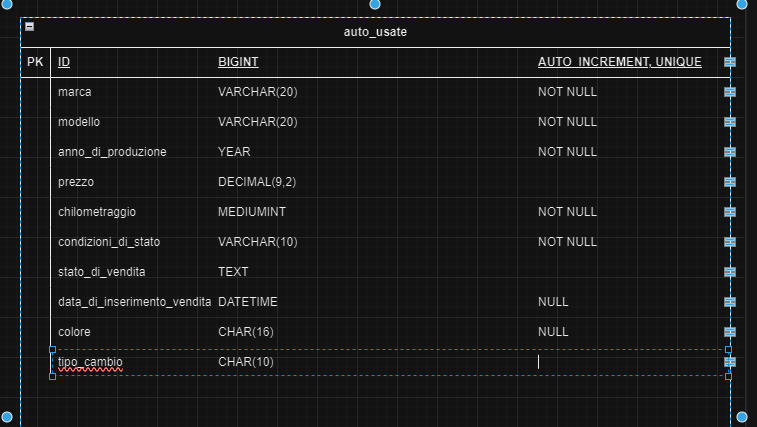 auto_usate
PK ID BIGINT AUTO_INCREMENT, UNIQUE
marca VARCHAR(20) NOT NULL
modello VARCHAR(20) NOT NULL
anno_di_produzione YEAR NOT NULL
prezzo DECIMAL(9,2)
chilometraggio MEDIUMINT NOT NULL
condizioni_di_stato VARCHAR(10) NOT NULL
stato_di_vendita TEXT
data_di_inserimento_vendita DATETIME NULL
colore CHAR(16) NULL
tipo_cambio CHAR(10)